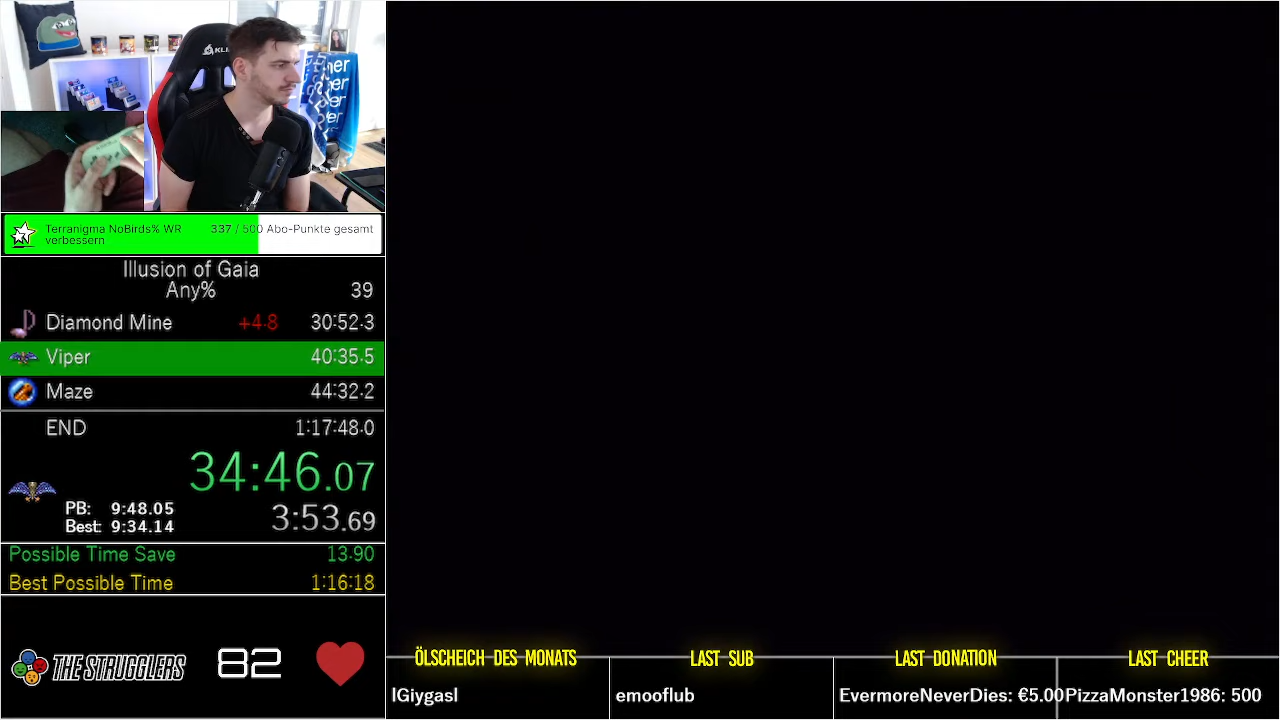 Terranigma NoBirds% WR
verbessern
337 / 500 Abo-Punkte gesamt
Illusion of Gaia
Any% 39
Diamond Mine +4.8 30:52.3
Viper 40:35.5
Maze 44:32.2
END 1:17:48.0
34:46.07
PB: 9:48.05
Best: 9:34.14
3:53.69
Possible Time Save 13.90
Best Possible Time 1:16:18
THE STRUGGLERS 82
ÖLSCHEICH DES MONATS
lGiygasl
LAST SUB
emooflub
LAST DONATION
EvermoreNeverDies: €5.00
LAST CHEER
PizzaMonster1986: 500